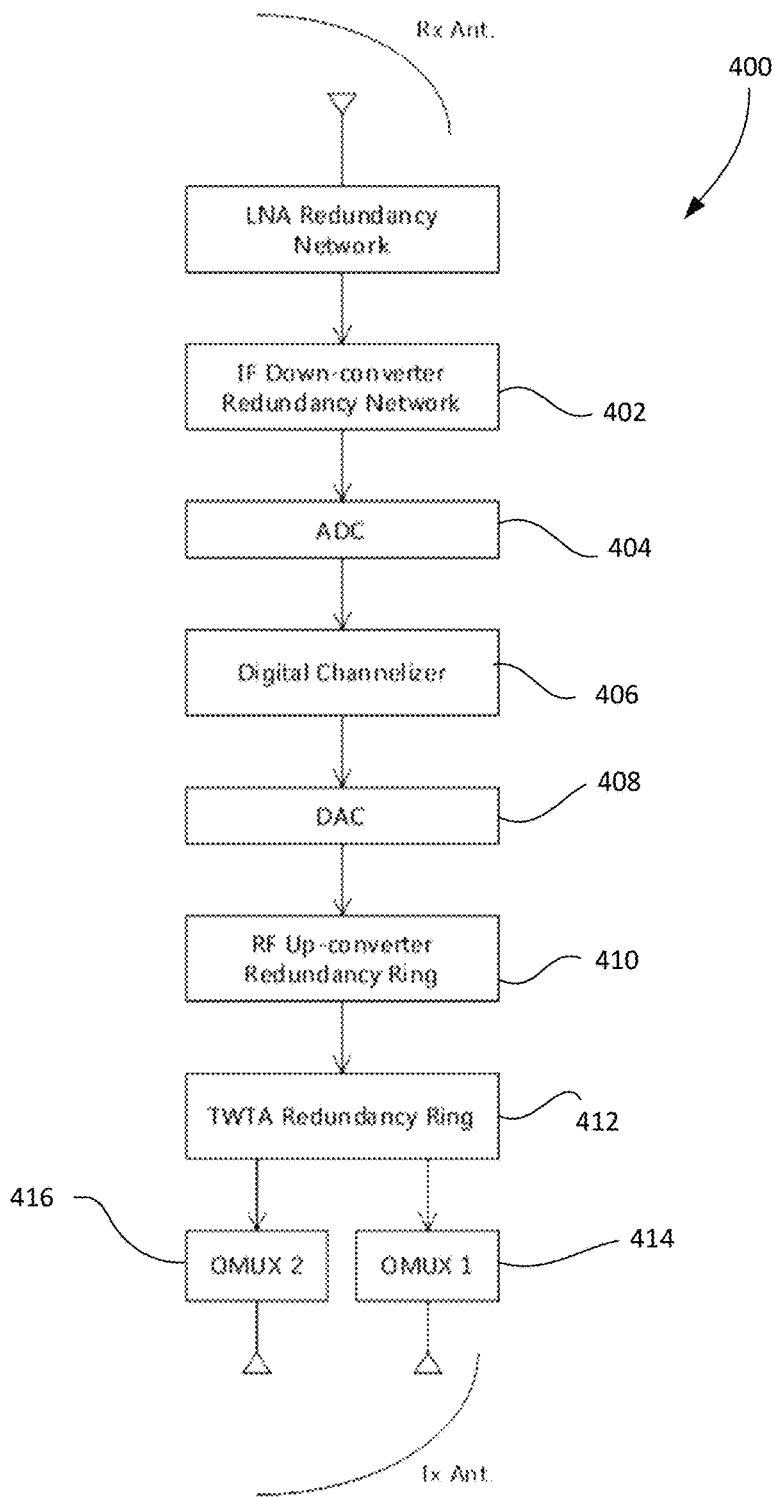 Rx Ant.
400
LNA Redundancy
Network
IF Down-converter
Redundancy Network
402
ADC
404
Digital Channelizer
406
408
DAC
RF Up-converter
Redundancy Ring
410
TWTA Redundancy Ring
412
416
OMUX 2
OMUX 1
414
Tx Ant.